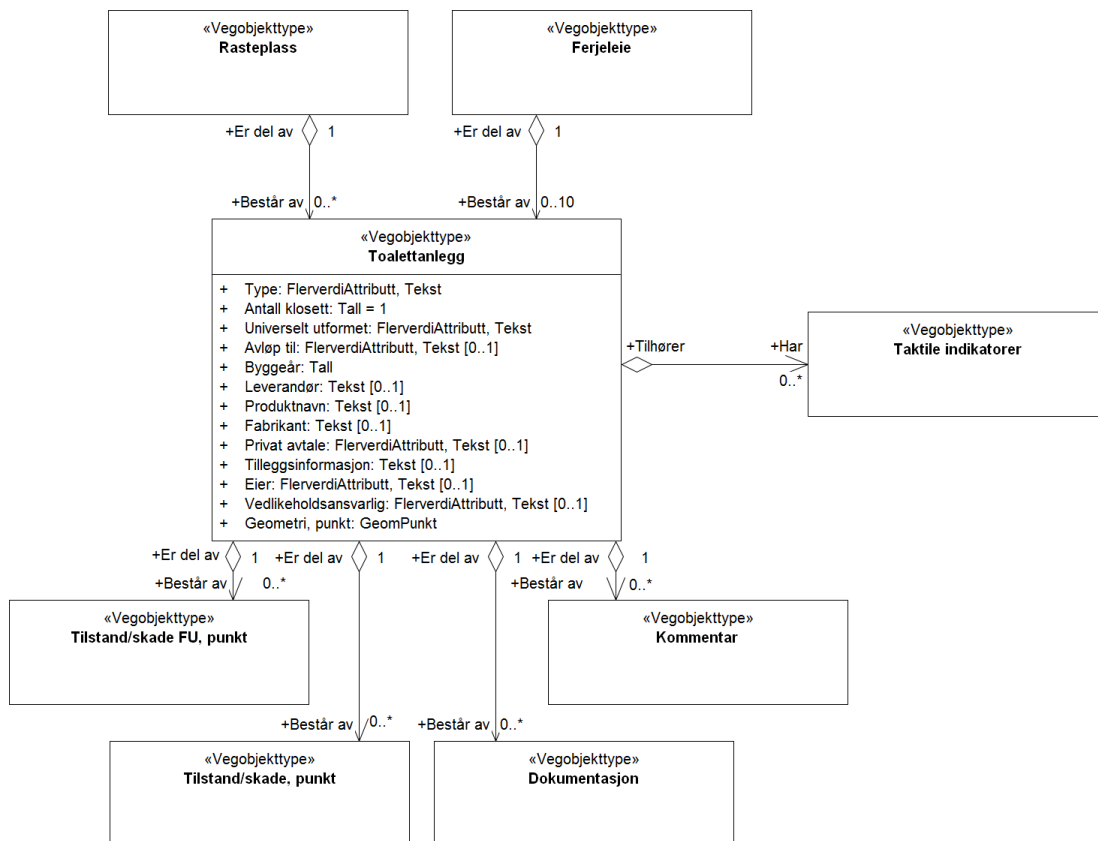 «Vegobjekttype»
Rasteplass
«Vegobjekttype»
Ferjeleie
+Er del av 1
+Er del av 1
+Består av 0..*
+Består av 0..10
«Vegobjekttype»
Toalettanlegg
+ Type: FlerverdiAttributt, Tekst
+ Antall klosett: Tall = 1
+ Universelt utformet: FlerverdiAttributt, Tekst
+ Avløp til: FlerverdiAttributt, Tekst [0..1]
+ Byggeår: Tall
+ Leverandør: Tekst [0..1]
+ Produktnavn: Tekst [0..1]
+ Fabrikant: Tekst [0..1]
+ Privat avtale: FlerverdiAttributt, Tekst [0..1]
+ Tilleggsinformasjon: Tekst [0..1]
+ Eier: FlerverdiAttributt, Tekst [0..1]
+ Vedlikeholdsansvarlig: FlerverdiAttributt, Tekst [0..1]
+ Geometri, punkt: GeomPunkt
+Tilhører
+Har
0..*
«Vegobjekttype»
Taktile indikatorer
+Er del av 1
+Er del av 1
+Er del av 1
+Er del av 1
+Består av 0..*
+Består av 0..*
«Vegobjekttype»
Tilstand/skade FU, punkt
«Vegobjekttype»
Kommentar
+Består av 0..*
+Består av 0..*
«Vegobjekttype»
Tilstand/skade, punkt
«Vegobjekttype»
Dokumentasjon